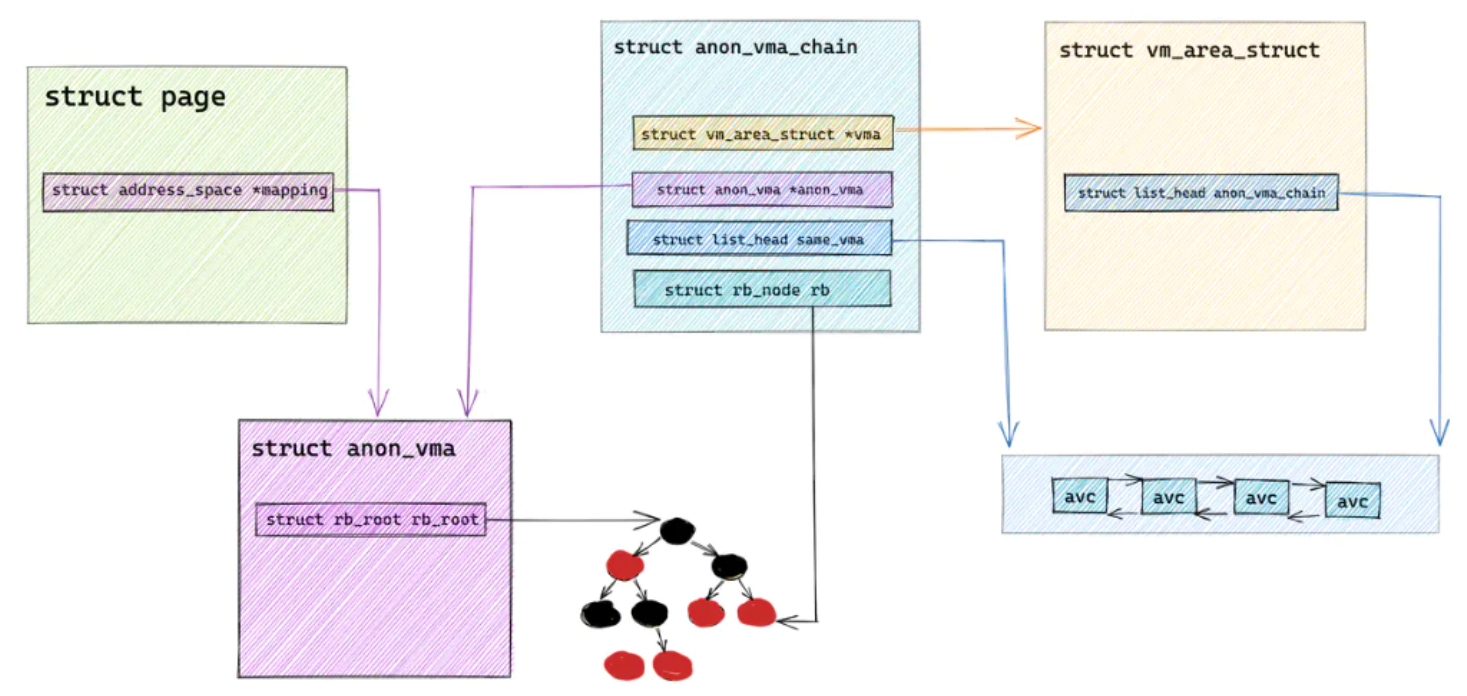 struct page
struct address_space *mapping
struct anon_vma_chain
struct vm_area_struct *vma
struct anon_vma *anon_vma
struct list_head same_vma
struct rb_node rb
struct vm_area_struct
struct list_head anon_vma_chain
struct anon_vma
struct rb_root rb_root
avc
avc
avc
avc